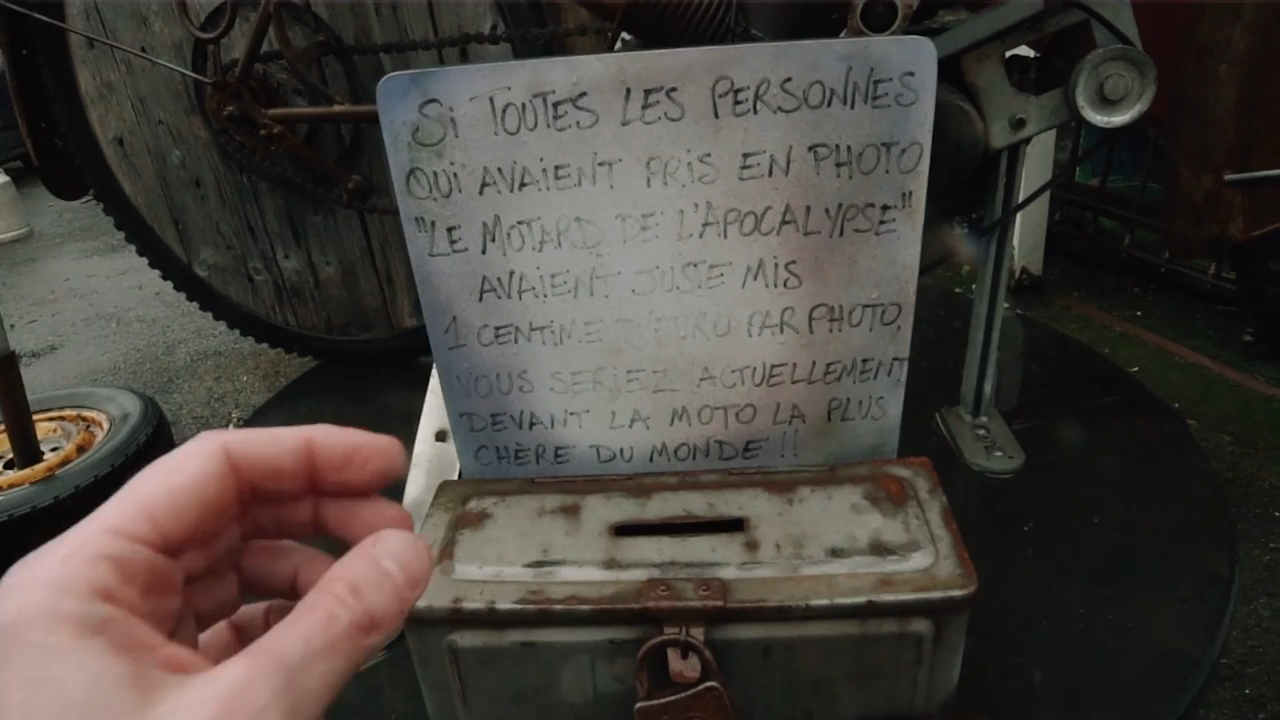 Si TOUTES LES PERSONNES
QUi AVAiENT PRiS EN PHOTO
"LE MOTARD DE L'APOCALYPSE"
AVAiENT JUSTE MiS
1 CENTIME D'EURO PAR PHOTO,
VOUS SERiEZ ACTUELLEMENT
DEVANT LA MOTO LA PLUS
CHÈRE DU MONDE !!